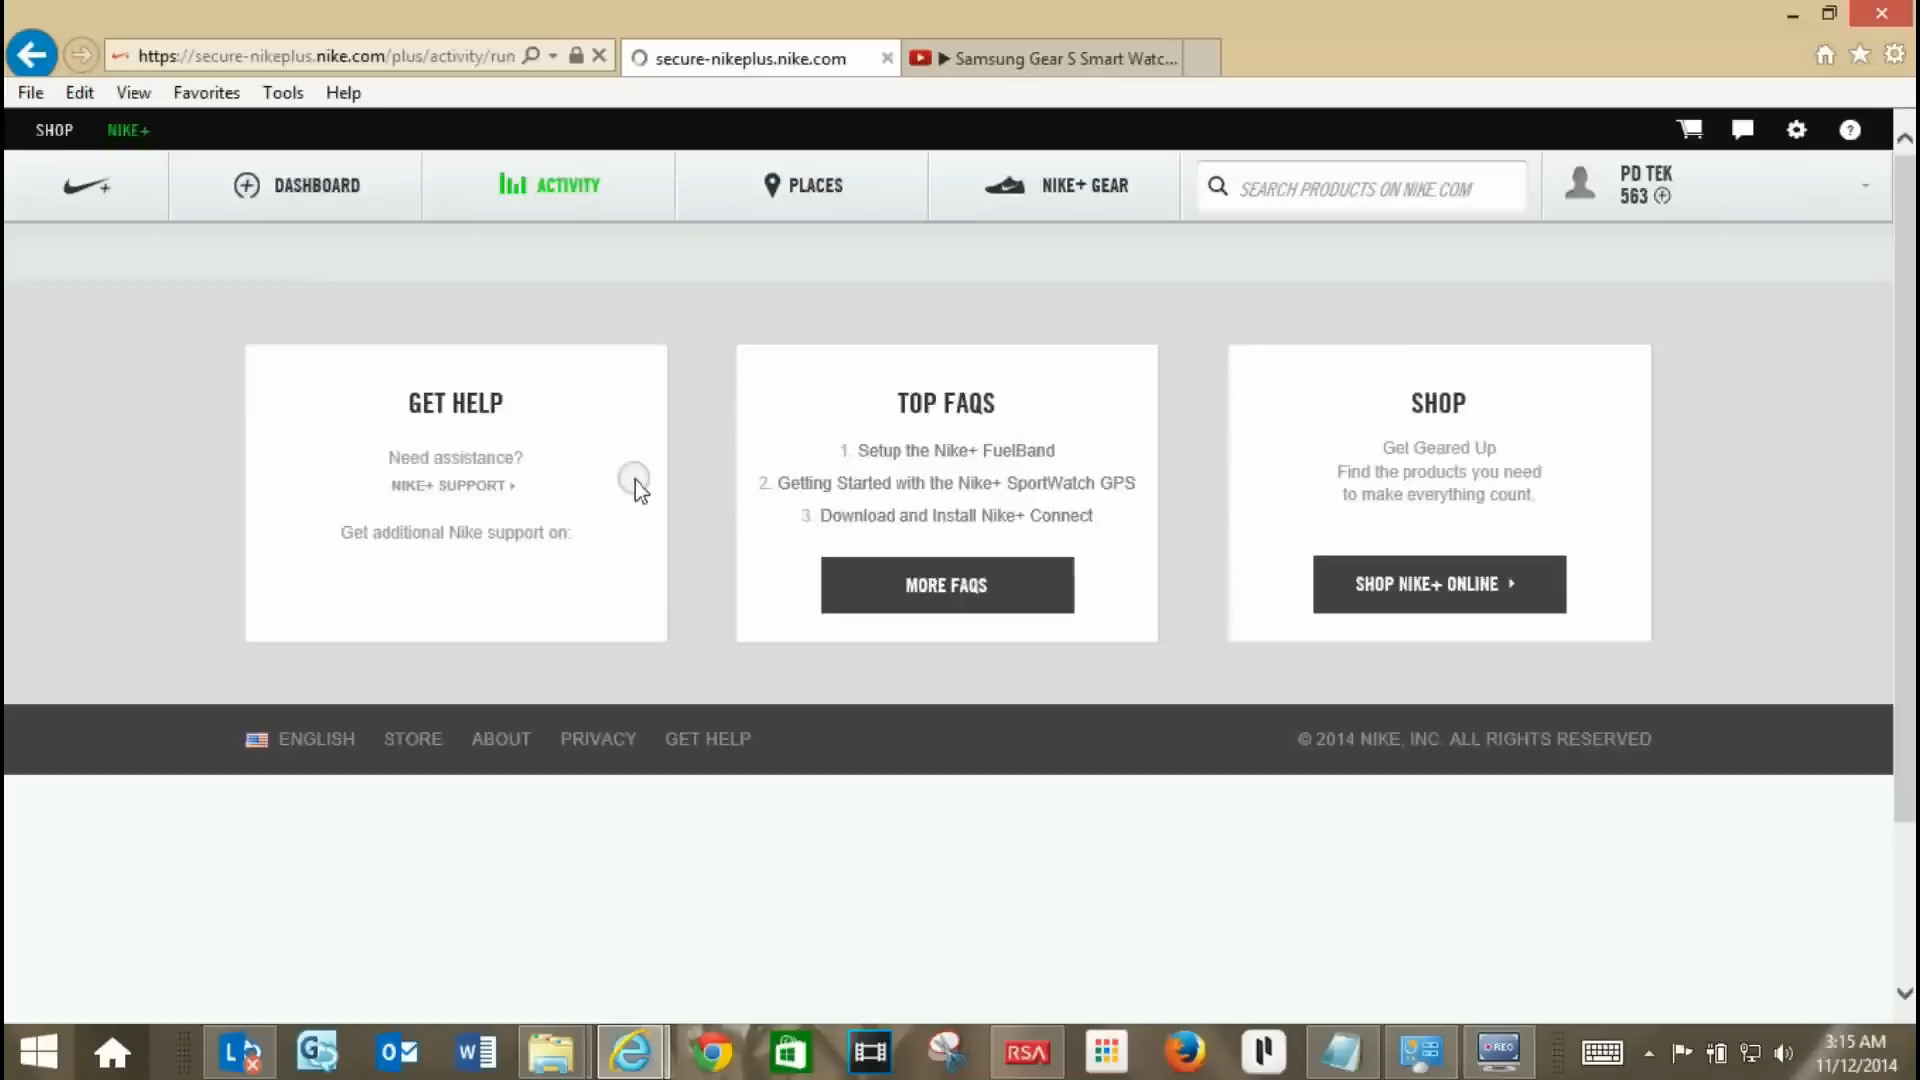 https://secure-nikeplus.nike.com/plus/activity/run
secure-nikeplus.nike.com
▶ Samsung Gear S Smart Watc...
File Edit View Favorites Tools Help
SHOP NIKE+
DASHBOARD
ACTIVITY
PLACES
NIKE+ GEAR
SEARCH PRODUCTS ON NIKE.COM
PD TEK
563
GET HELP
Need assistance?
NIKE+ SUPPORT
Get additional Nike support on:
TOP FAQS
1. Setup the Nike+ FuelBand
2. Getting Started with the Nike+ SportWatch GPS
3. Download and Install Nike+ Connect
MORE FAQS
SHOP
Get Geared Up
Find the products you need
to make everything count.
SHOP NIKE+ ONLINE
ENGLISH STORE ABOUT PRIVACY GET HELP
© 2014 NIKE, INC. ALL RIGHTS RESERVED
RSA
REC
3:15 AM
11/12/2014